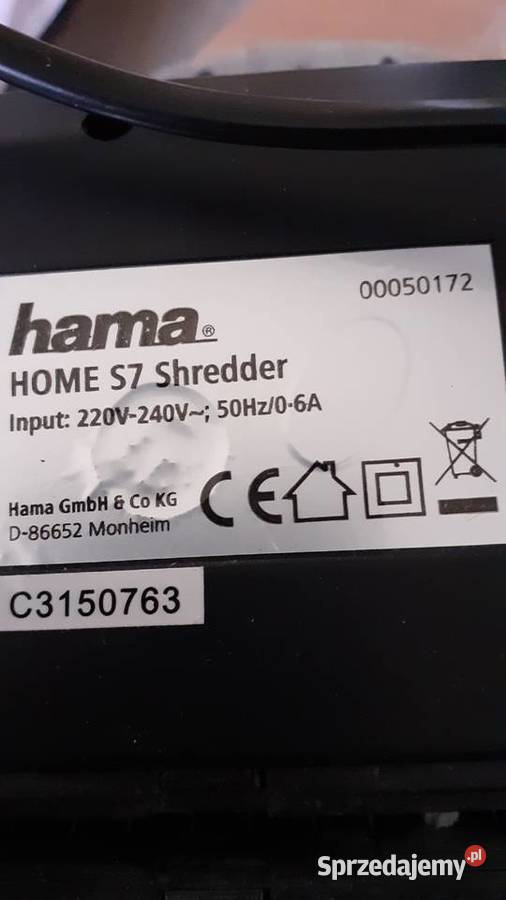 00050172
hama®
HOME S7 Shredder
Input: 220V-240V~; 50Hz/0·6A
Hama GmbH & Co KG
D-86652 Monheim
CE
C3150763
Sprzedajemy.pl